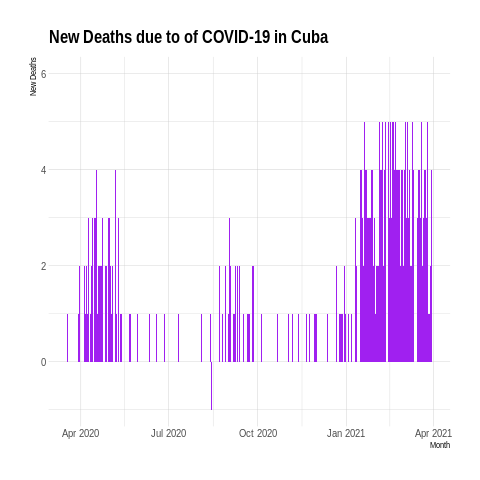 New Deaths due to of COVID-19 in Cuba
New Deaths
6
4
2
0
Apr 2020 Jul 2020 Oct 2020 Jan 2021 Apr 2021
Month